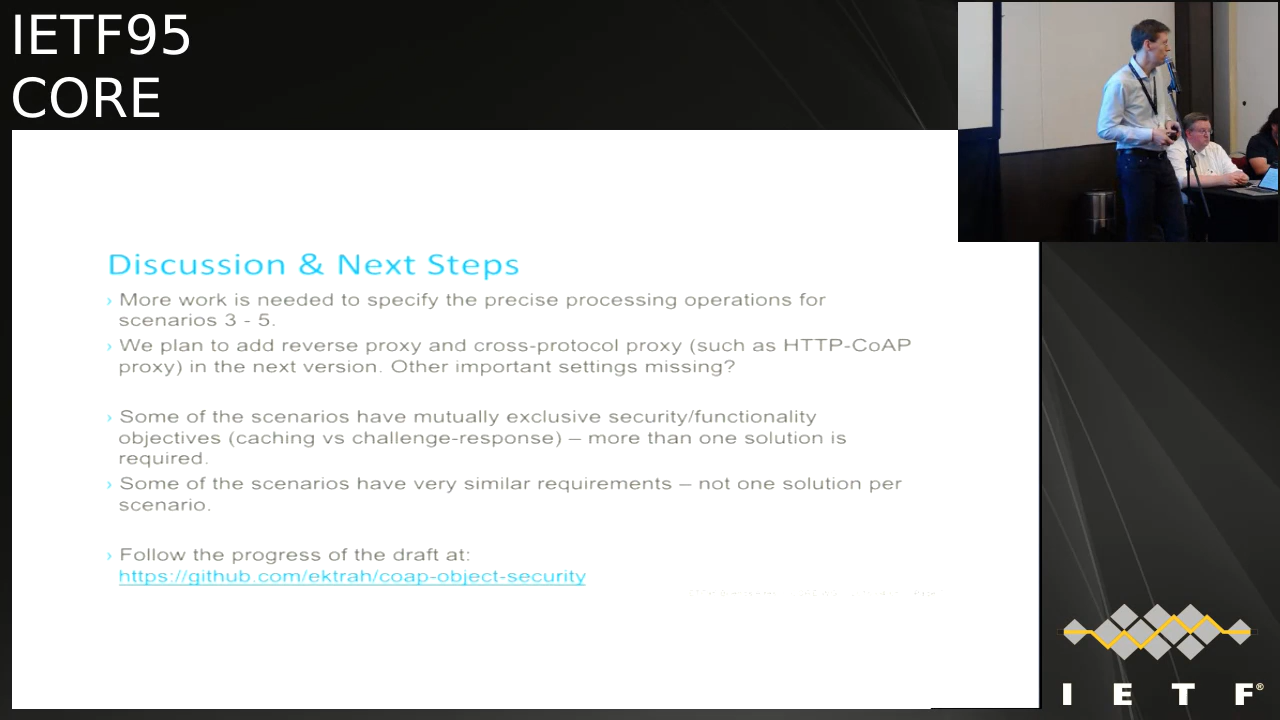 IETF95
CORE
Discussion & Next Steps
› More work is needed to specify the precise processing operations for
scenarios 3 - 5.
› We plan to add reverse proxy and cross-protocol proxy (such as HTTP-CoAP
proxy) in the next version. Other important settings missing?
› Some of the scenarios have mutually exclusive security/functionality
objectives (caching vs challenge-response) – more than one solution is
required.
› Some of the scenarios have very similar requirements – not one solution per
scenario.
› Follow the progress of the draft at:
https://github.com/ektrah/coap-object-security
I E T F®